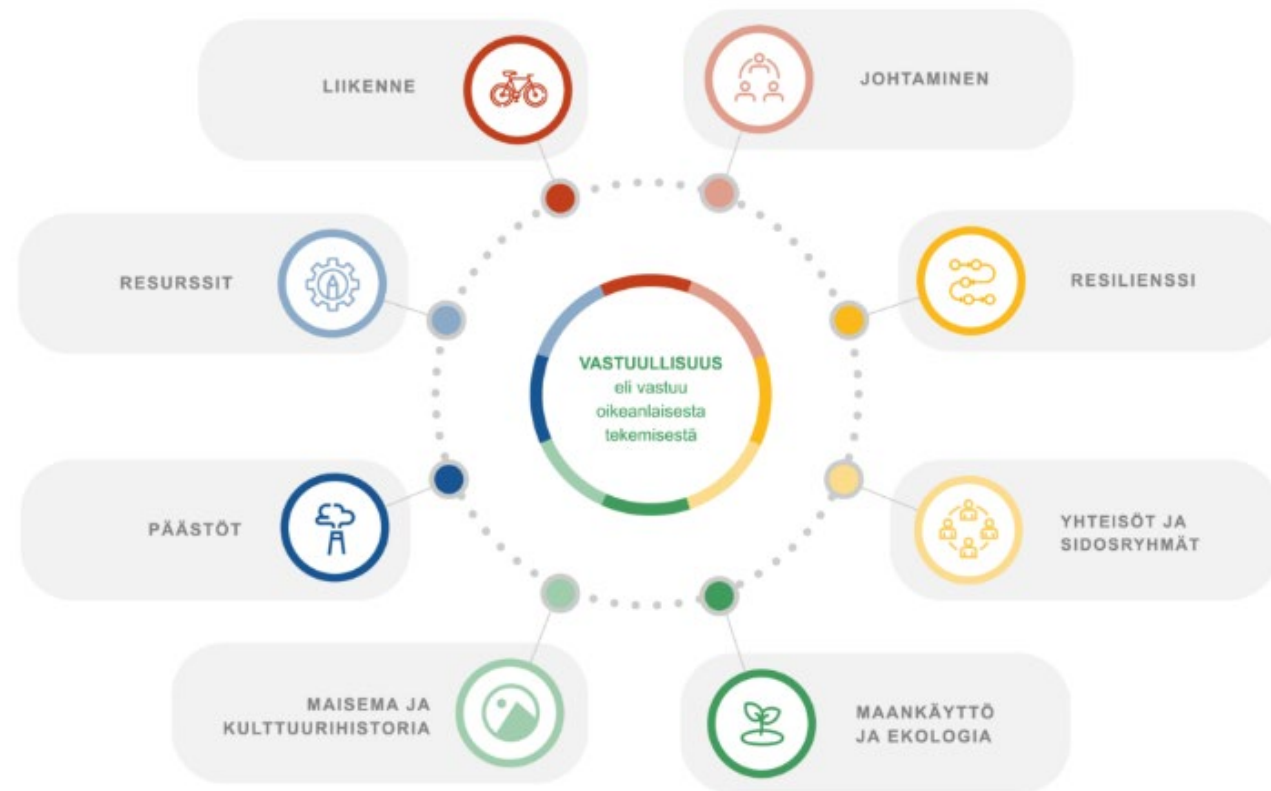 LIIKENNE
JOHTAMINEN
RESURSSIT
RESILIENSSI
VASTUULLISUUS
eli vastuu
oikeanlaisesta
tekemisestä
PÄÄSTÖT
YHTEISÖT JA
SIDOSRYHMÄT
MAISEMA JA
KULTTUURIHISTORIA
MAANKÄYTTÖ
JA EKOLOGIA